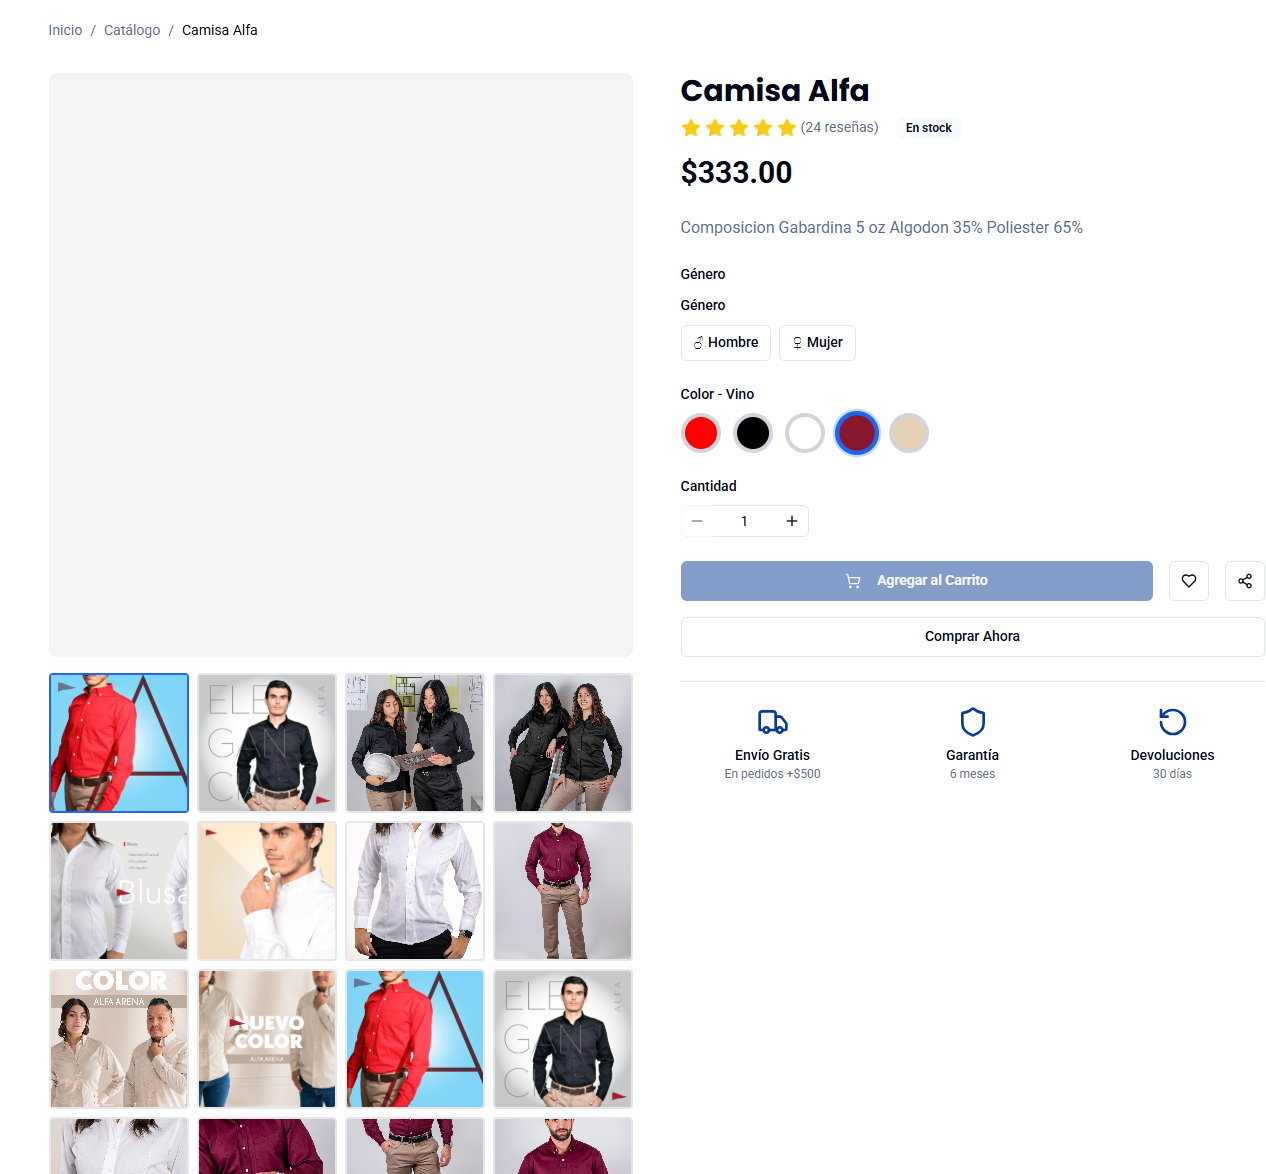 Inicio / Catálogo / Camisa Alfa
Camisa Alfa
(24 reseñas) En stock
$333.00
Composicion Gabardina 5 oz Algodon 35% Poliester 65%
Género
Género
♂ Hombre ♀ Mujer
Color - Vino
Cantidad
1
Agregar al Carrito
Comprar Ahora
Envío Gratis
En pedidos +$500
Garantía
6 meses
Devoluciones
30 días
ELE
GAN
CIA
ALFA
Blusa
COLOR
ALFA ARENA
NUEVO
COLOR
ALFA ARENA
ELE
GAN
CIA
ALFA